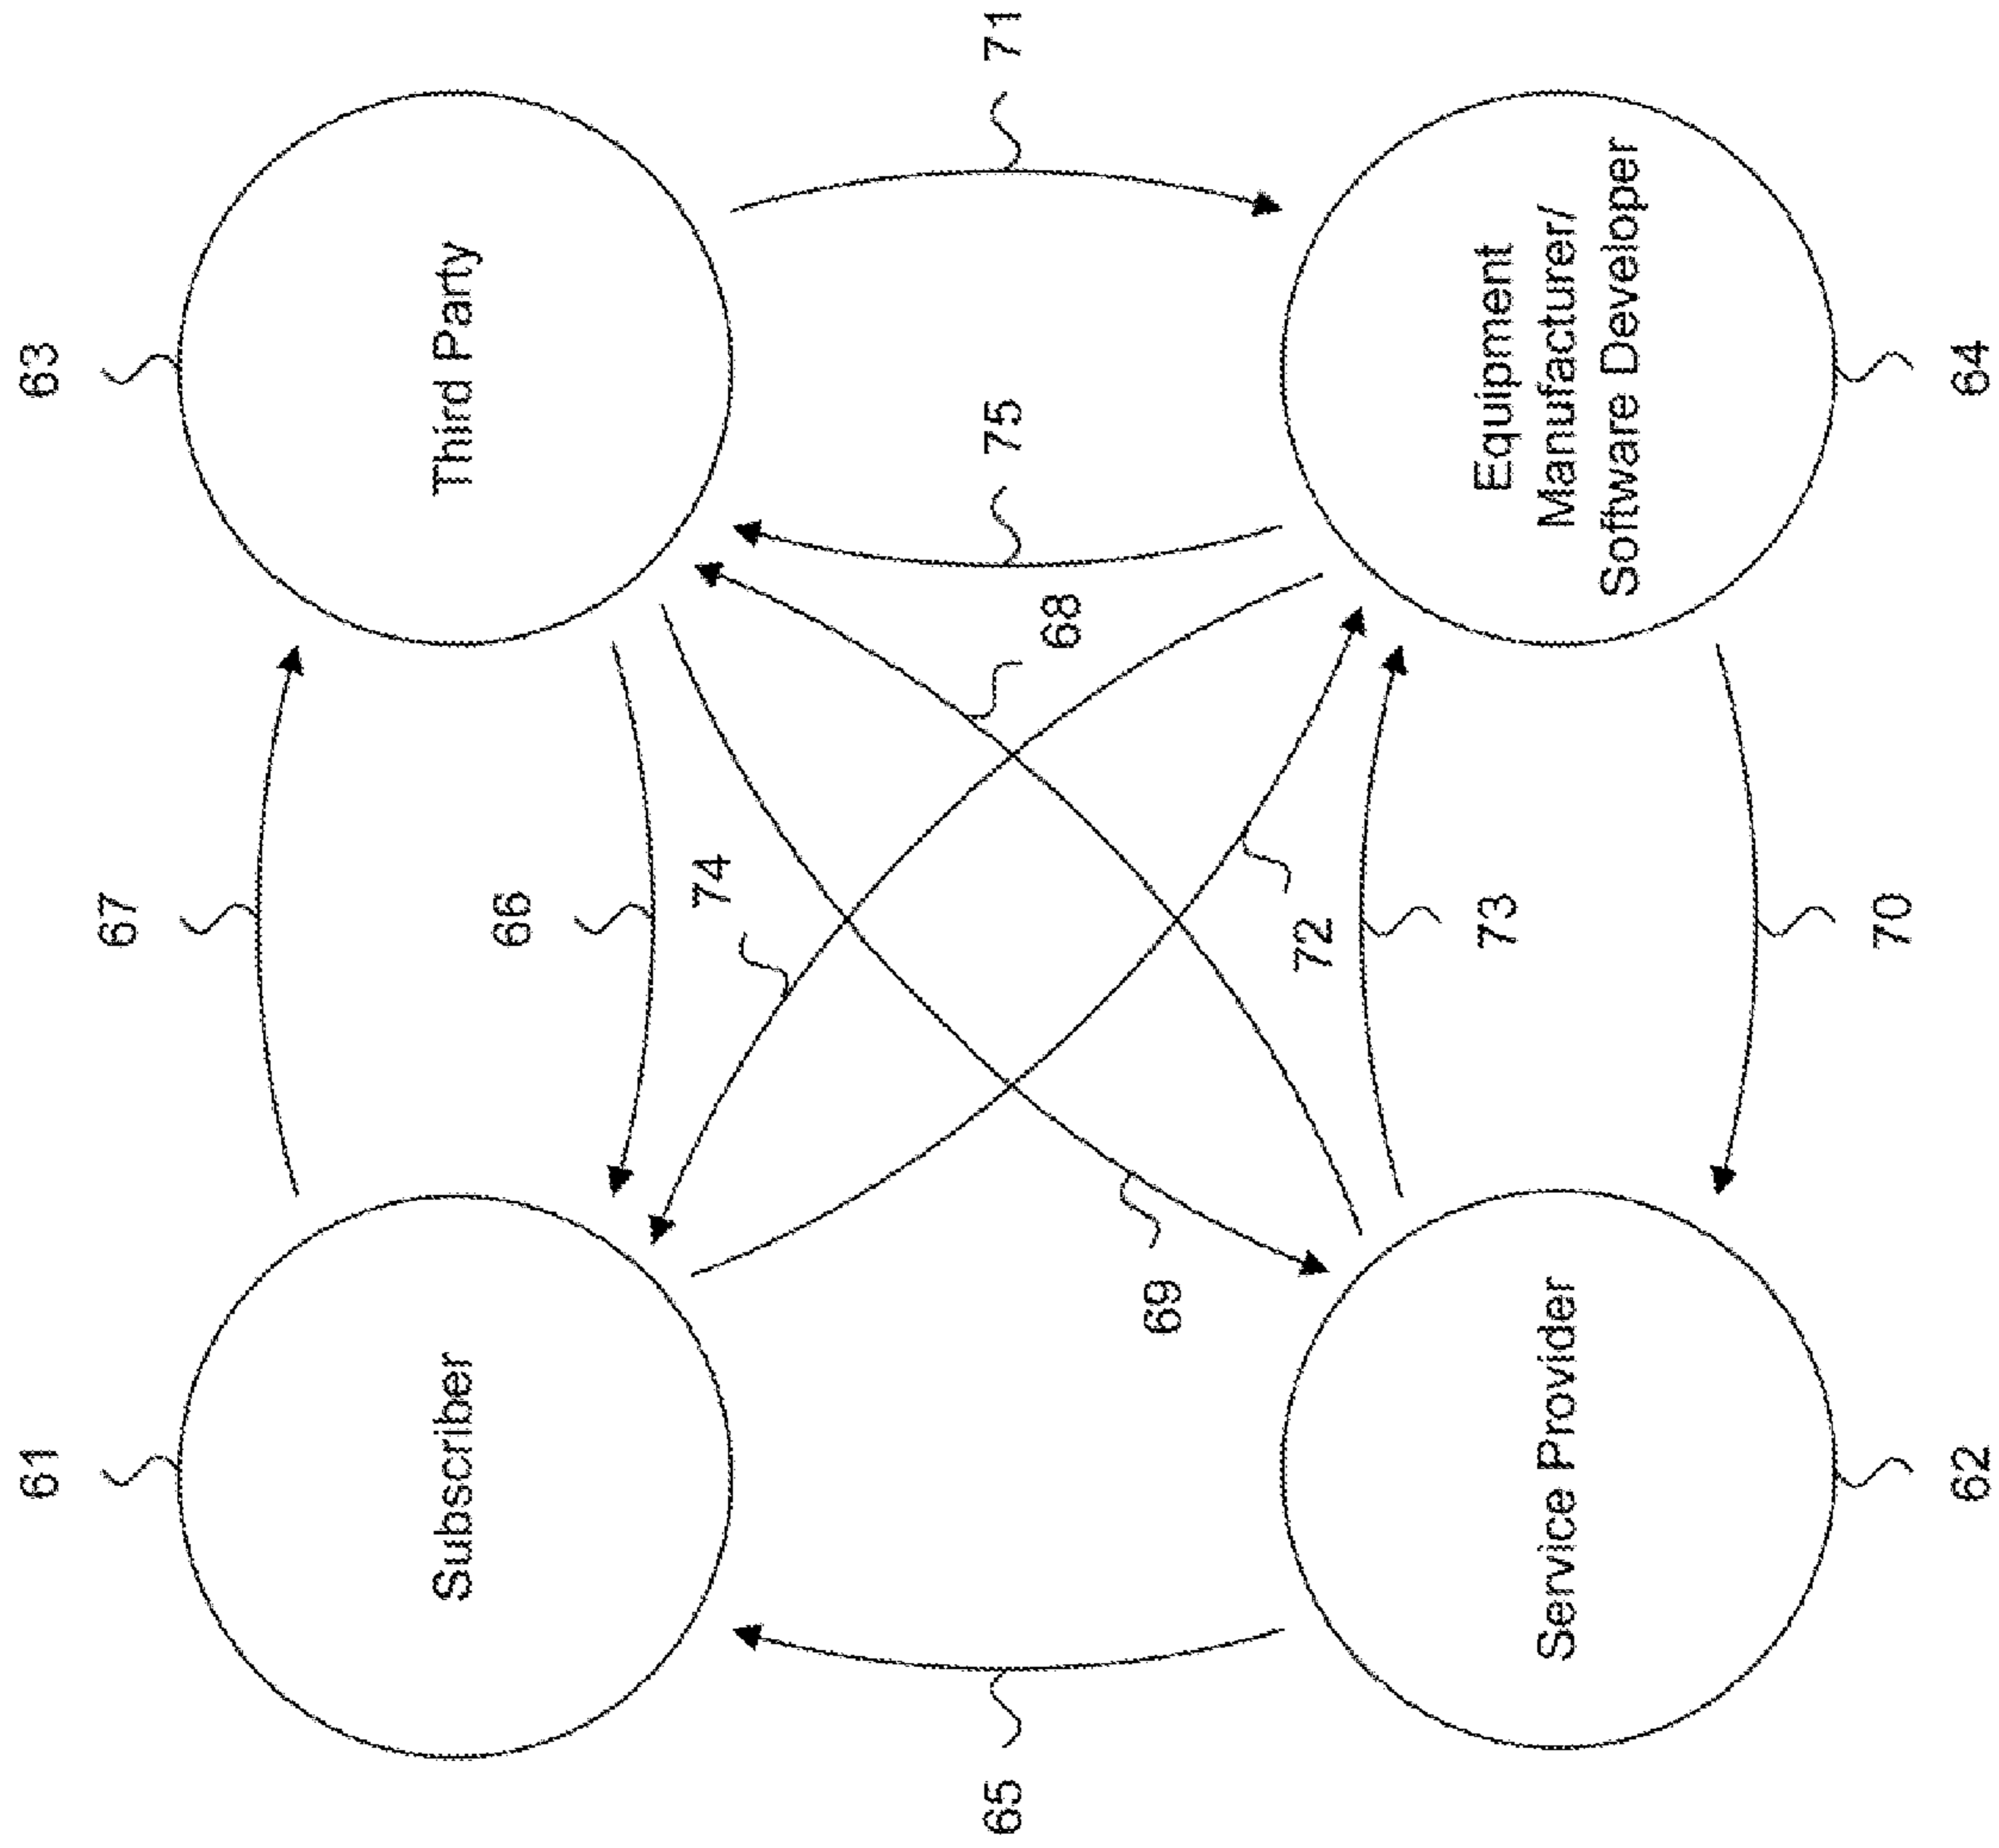 61
63
67
Subscriber
Third Party
66
74
65
75
71
68
69
72
73
Service Provider
Equipment
Manufacturer/
Software Developer
70
62
64